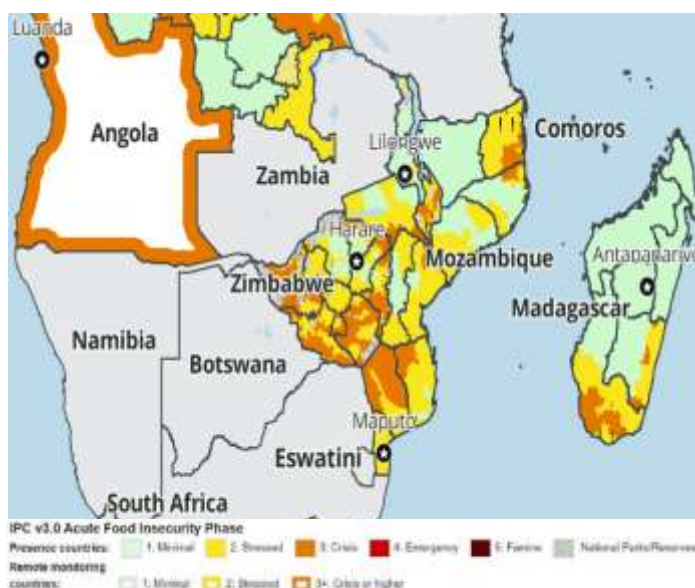 Luanda
Angola
Comoros
Lilongwe
Zambia
Harare
Mozambique
Antananarivo
Zimbabwe
Madagascar
Namibia
Botswana
Maputo
Eswatini
South Africa
IPC v3.0 Acute Food Insecurity Phase
Presence countries: 1: Minimal 2: Stressed 3: Crisis 4: Emergency 5: Famine National Parks/Reserves
Remote monitoring
countries: 1: Minimal 2: Stressed 3+: Crisis or higher